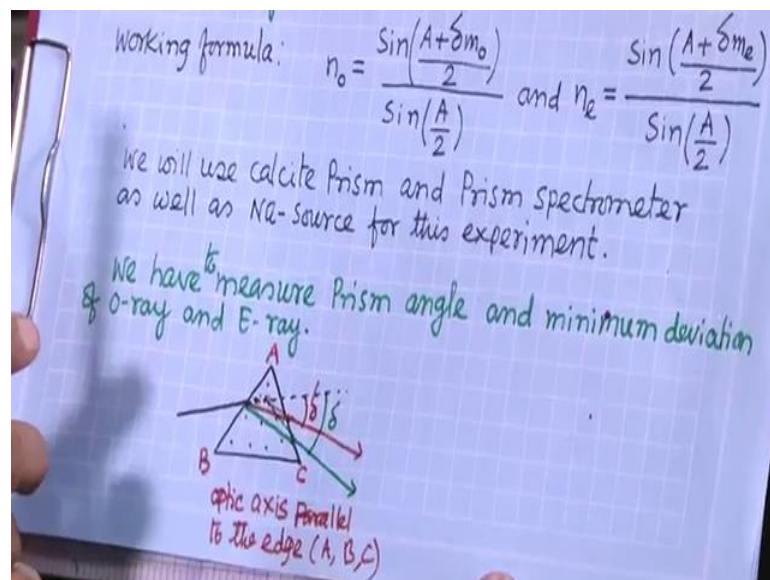 Working formula: n₀ = Sin((A+δm₀)/2) / Sin(A/2) and nₑ = Sin((A+δmₑ)/2) / Sin(A/2)
We will use calcite Prism and Prism spectrometer
as well as Na-source for this experiment.
We have to measure Prism angle and minimum deviation
of O-ray and E-ray.
A
δ δ
B C
optic axis Parallel
to the edge (A, B, C)